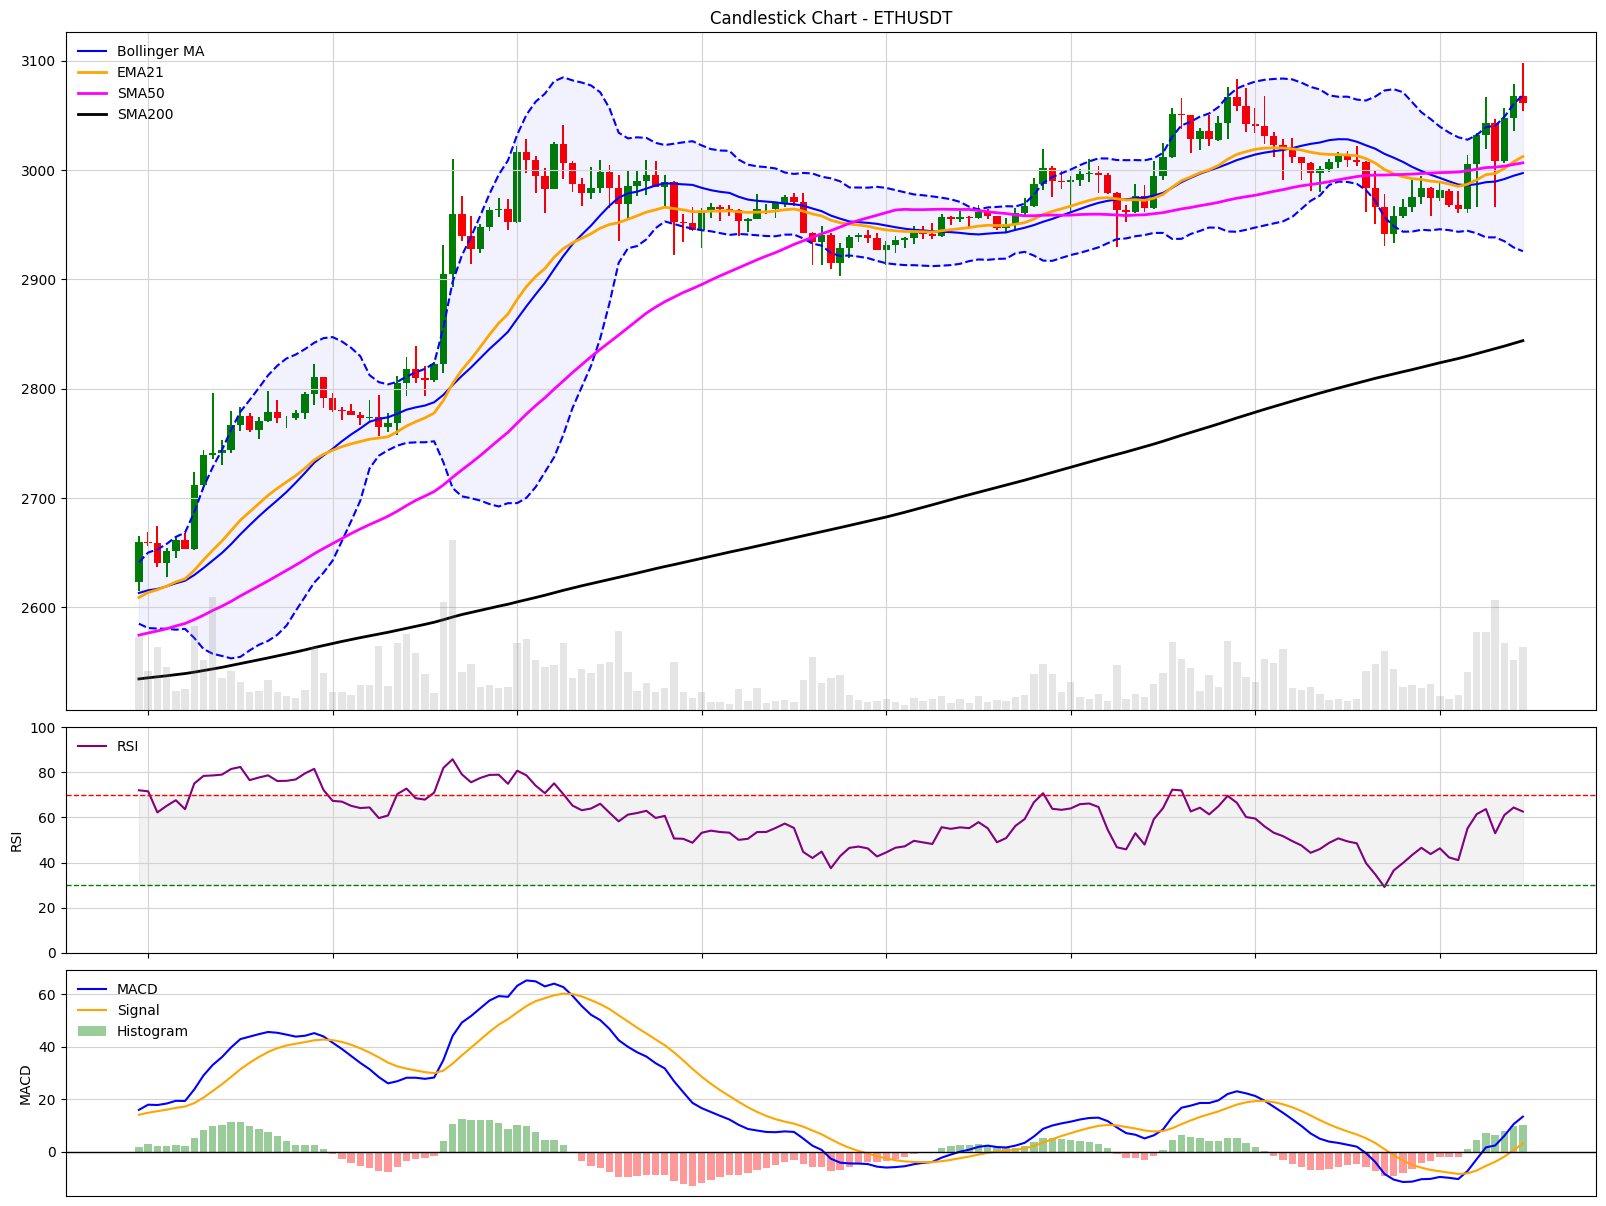 Candlestick Chart - ETHUSDT
Bollinger MA
EMA21
SMA50
SMA200
3100
3000
2900
2800
2700
2600
RSI
100
80
60
40
20
0
RSI
MACD
Signal
Histogram
60
40
20
0
MACD